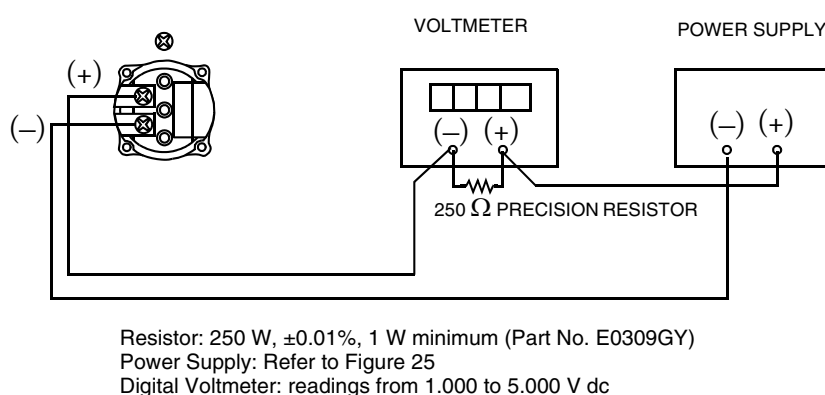 VOLTMETER
POWER SUPPLY
(+)
(–)
(–) (+)
(–) (+)
250 Ω PRECISION RESISTOR
Resistor: 250 W, ±0.01%, 1 W minimum (Part No. E0309GY)
Power Supply: Refer to Figure 25
Digital Voltmeter: readings from 1.000 to 5.000 V dc